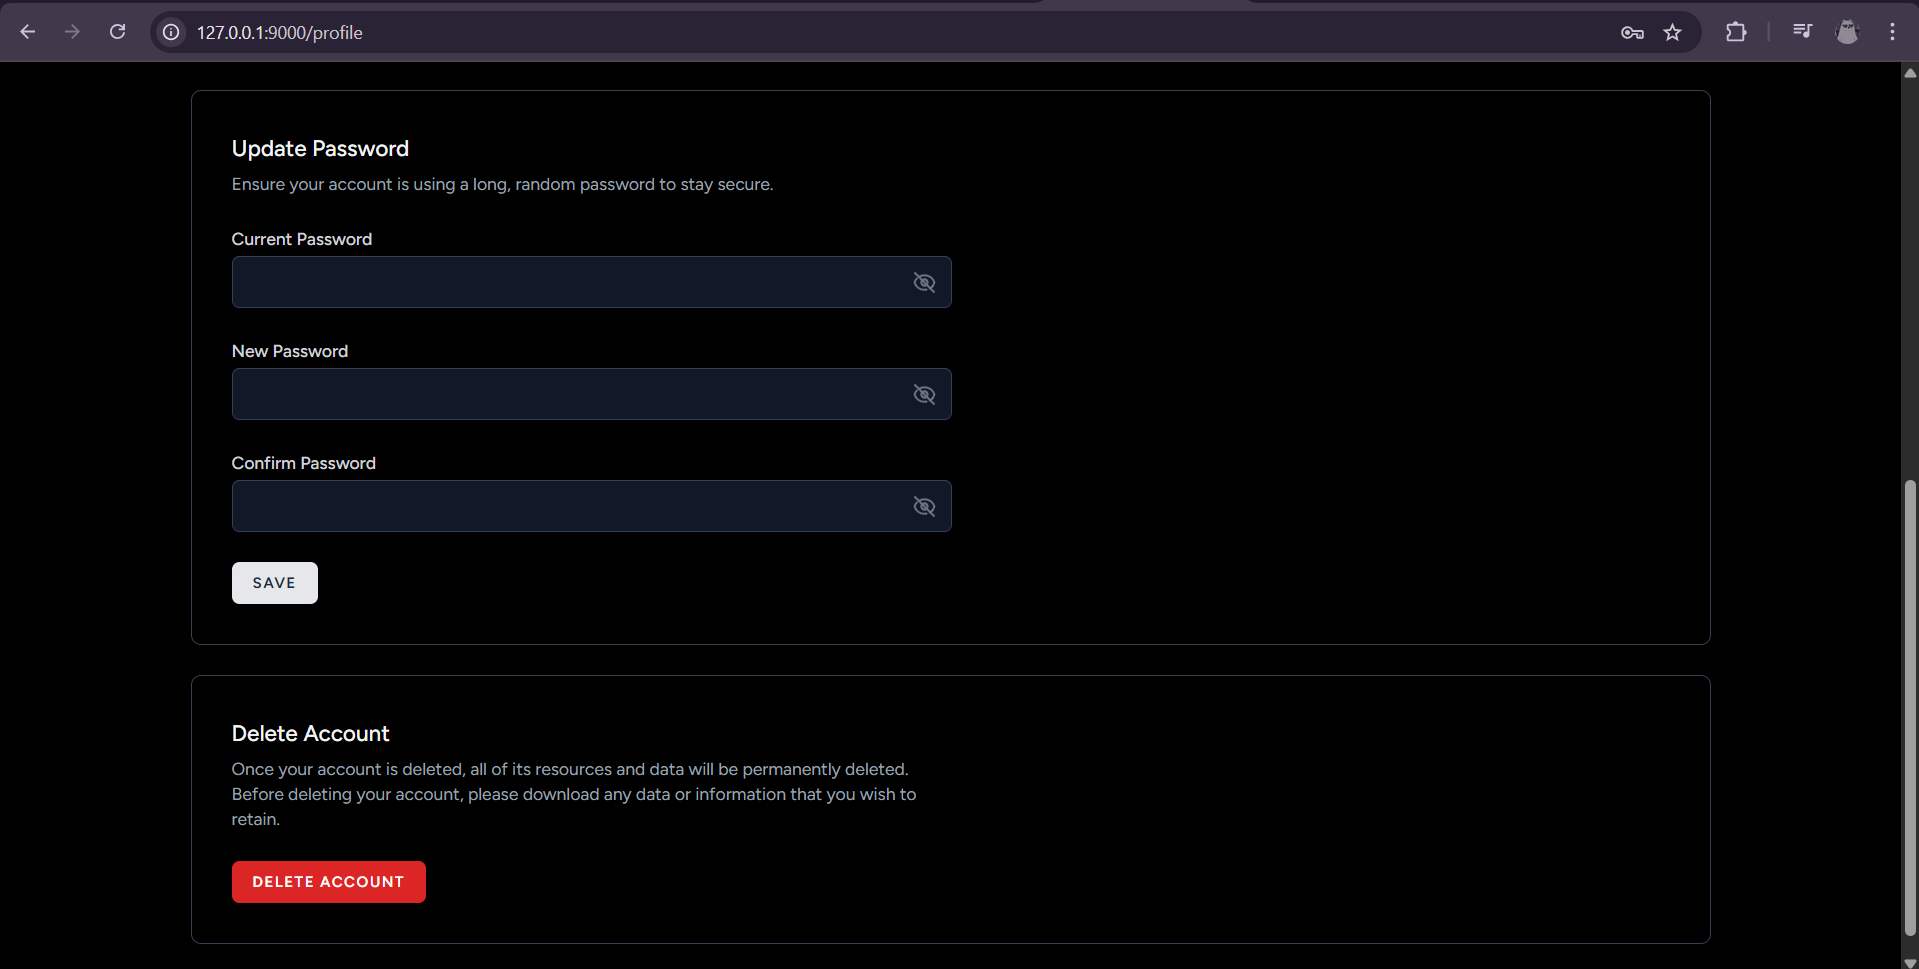 127.0.0.1:9000/profile
Update Password
Ensure your account is using a long, random password to stay secure.
Current Password
New Password
Confirm Password
SAVE
Delete Account
Once your account is deleted, all of its resources and data will be permanently deleted.
Before deleting your account, please download any data or information that you wish to
retain.
DELETE ACCOUNT